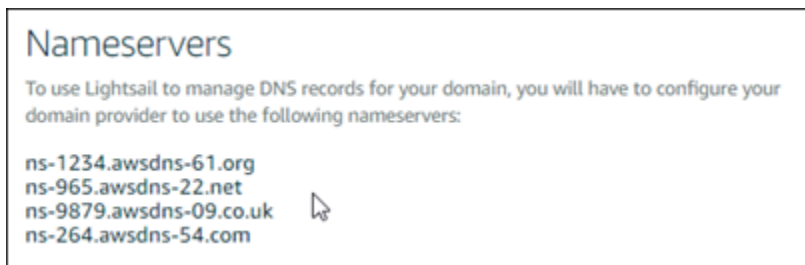 Nameservers
To use Lightsail to manage DNS records for your domain, you will have to configure your
domain provider to use the following nameservers:
ns-1234.awsdns-61.org
ns-965.awsdns-22.net
ns-9879.awsdns-09.co.uk
ns-264.awsdns-54.com